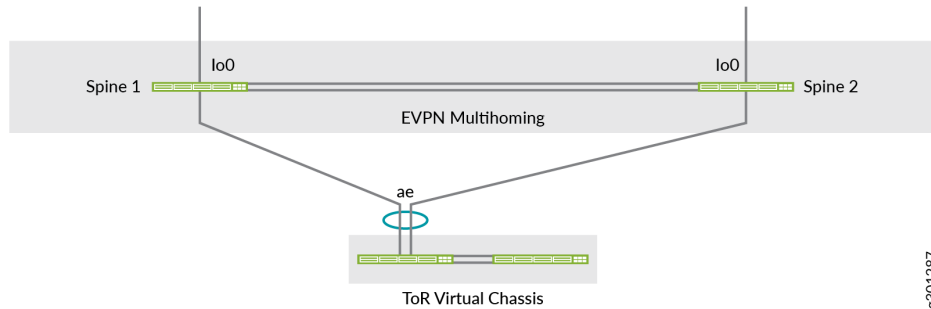 lo0
lo0
Spine 1
Spine 2
EVPN Multihoming
ae
ToR Virtual Chassis